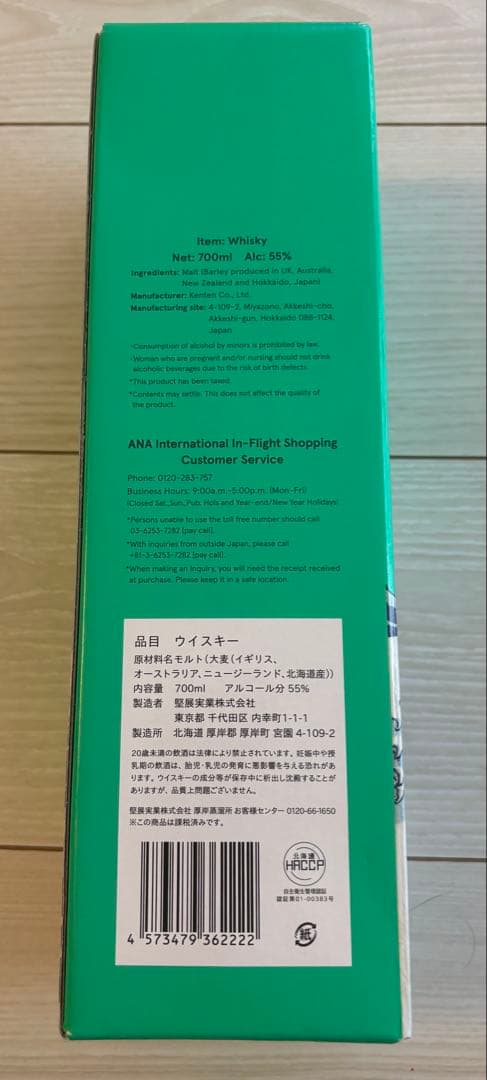 Item: Whisky
Net: 700ml Alc: 55%
Ingredients: Malt (Barley produced in UK, Australia,
New Zealand and Hokkaido, Japan)
Manufacturer: Kenten Co., Ltd.
Manufacturing site: 4-109-2, Miyazono, Akkeshi-cho,
Akkeshi-gun, Hokkaido 088-1124,
Japan
*Consumption of alcohol by minors is prohibited by law.
*Woman who are pregnant and/or nursing should not drink
alcoholic beverages due to the risk of birth defects.
*This product has been taxed.
*Contents may settle. This does not affect the quality of
the product.
ANA International In-Flight Shopping
Customer Service
Phone: 0120-283-757
Business Hours: 9:00a.m.-5:00p.m. (Mon-Fri)
(Closed Sat.,Sun.,Pub. Hols and Year-end/New Year Holidays)
*Persons unable to use the toll free number should call
03-6253-7282 (pay call).
*With inquiries from outside Japan, please call
+81-3-6253-7282 (pay call).
*When making an inquiry, you will need the receipt received
at purchase. Please keep it in a safe location.
品目 ウイスキー
原材料名 モルト(大麦(イギリス、
オーストラリア、ニュージーランド、北海道産))
内容量 700ml アルコール分 55%
製造者 堅展実業株式会社
東京都 千代田区 内幸町1-1-1
製造所 北海道 厚岸郡 厚岸町 宮園 4-109-2
20歳未満の飲酒は法律により禁止されています。妊娠中や授
乳期の飲酒は、胎児・乳児の発育に悪影響を与える恐れがあ
ります。ウイスキーの成分等が保存中に析出し沈殿することが
ありますが、品質上問題ございません。
堅展実業株式会社 厚岸蒸溜所 お客様センター 0120-66-1650
※この商品は課税済みです。
北海道
HACCP
自主衛生管理認証
認証第01-00383号
4 573479 362222
紙